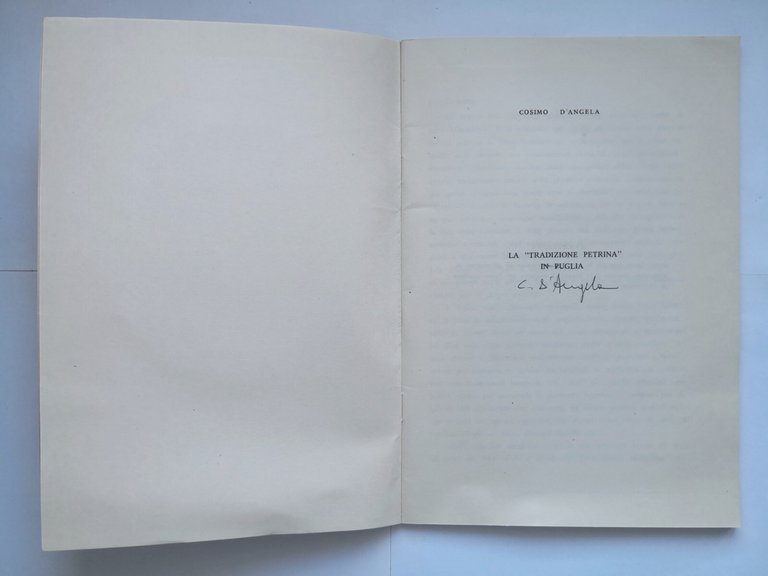 COSIMO D'ANGELA
LA "TRADIZIONE PETRINA"
IN PUGLIA
C. D'Angela